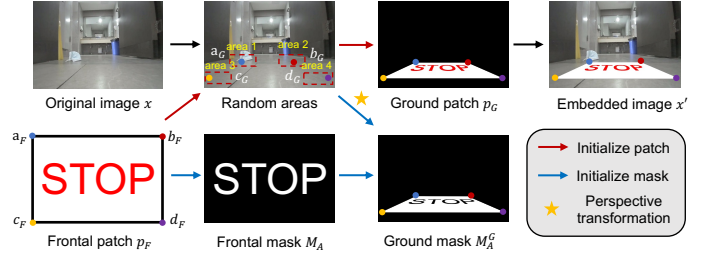 area 1
area 2
a_G
b_G
area 3
area 4
c_G
d_G
STOP
STOP
Original image x
Random areas
Ground patch p_G
Embedded image x′
a_F
b_F
STOP
STOP
STOP
c_F
d_F
Frontal patch p_F
Frontal mask M_A
Ground mask M_A^G
Initialize patch
Initialize mask
Perspective
transformation